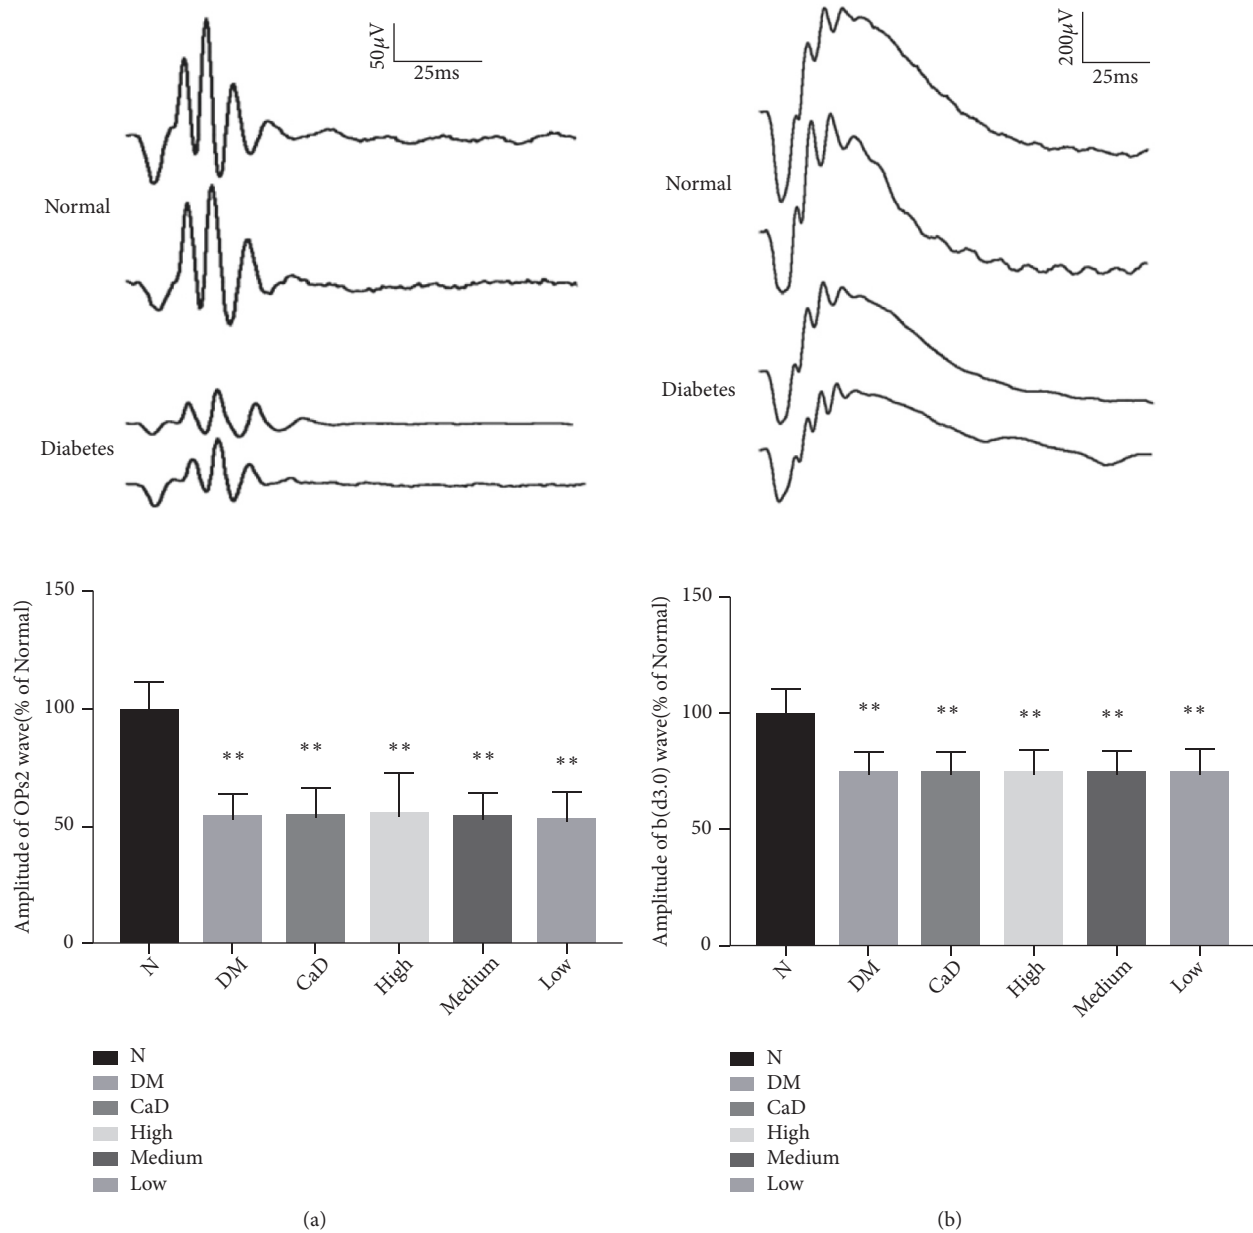 50μV
25ms
Normal
Diabetes
200μV
25ms
Normal
Diabetes
Amplitude of OPs2 wave(% of Normal)
150
100
50
0
**
**
**
**
**
N
DM
CaD
High
Medium
Low
N
DM
CaD
High
Medium
Low
(a)
Amplitude of b(d3.0) wave(% of Normal)
150
100
50
0
**
**
**
**
**
N
DM
CaD
High
Medium
Low
N
DM
CaD
High
Medium
Low
(b)